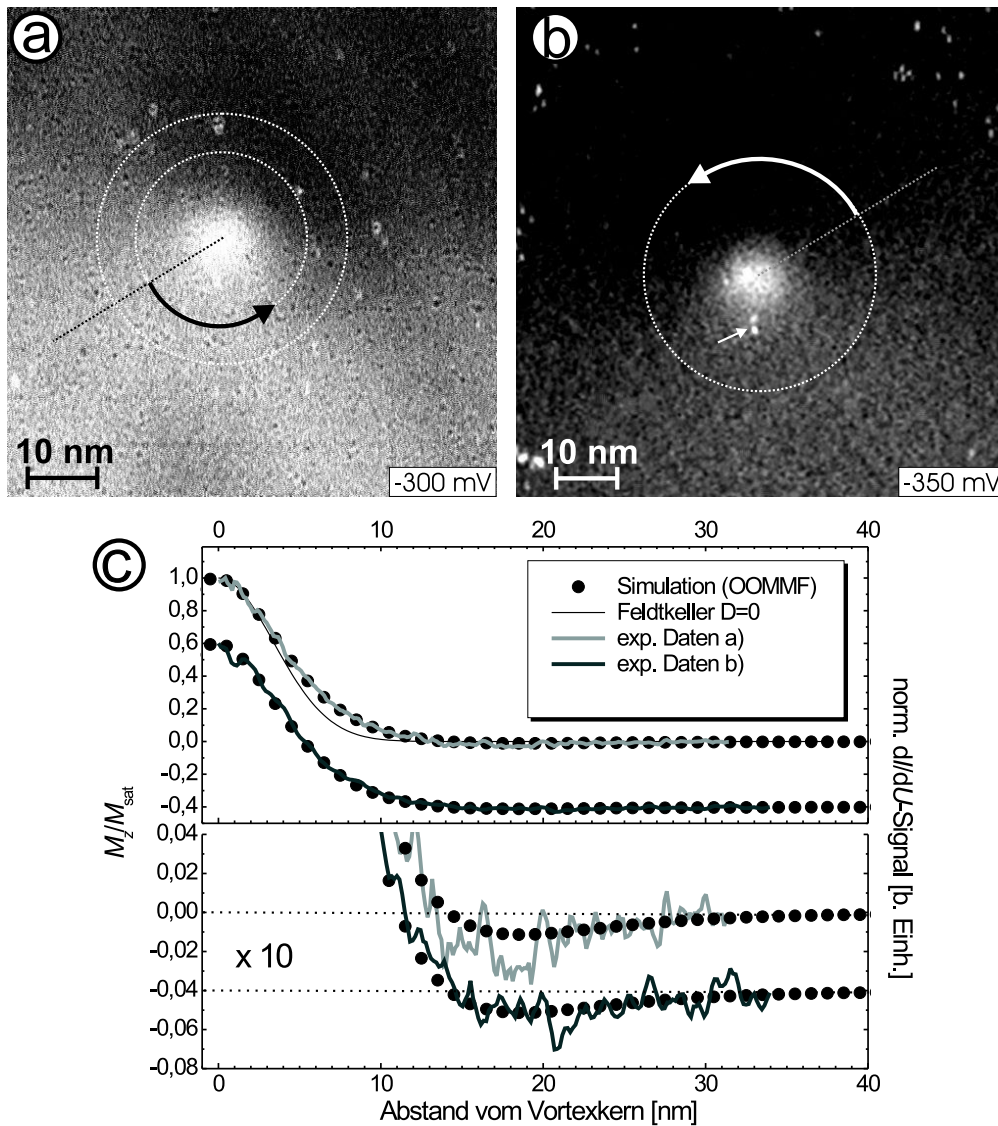 a
b
10 nm
-300 mV
10 nm
-350 mV
c
0 10 20 30 40
1,0
0,8
0,6
0,4
0,2
0,0
-0,2
-0,4
Simulation (OOMMF)
Feldtkeller D=0
exp. Daten a)
exp. Daten b)
M_z/M_sat
norm. dI/dU-Signal [b. Einh.]
0,04
0,02
0,00
-0,02
-0,04
-0,06
-0,08
x 10
0 10 20 30 40
Abstand vom Vortexkern [nm]